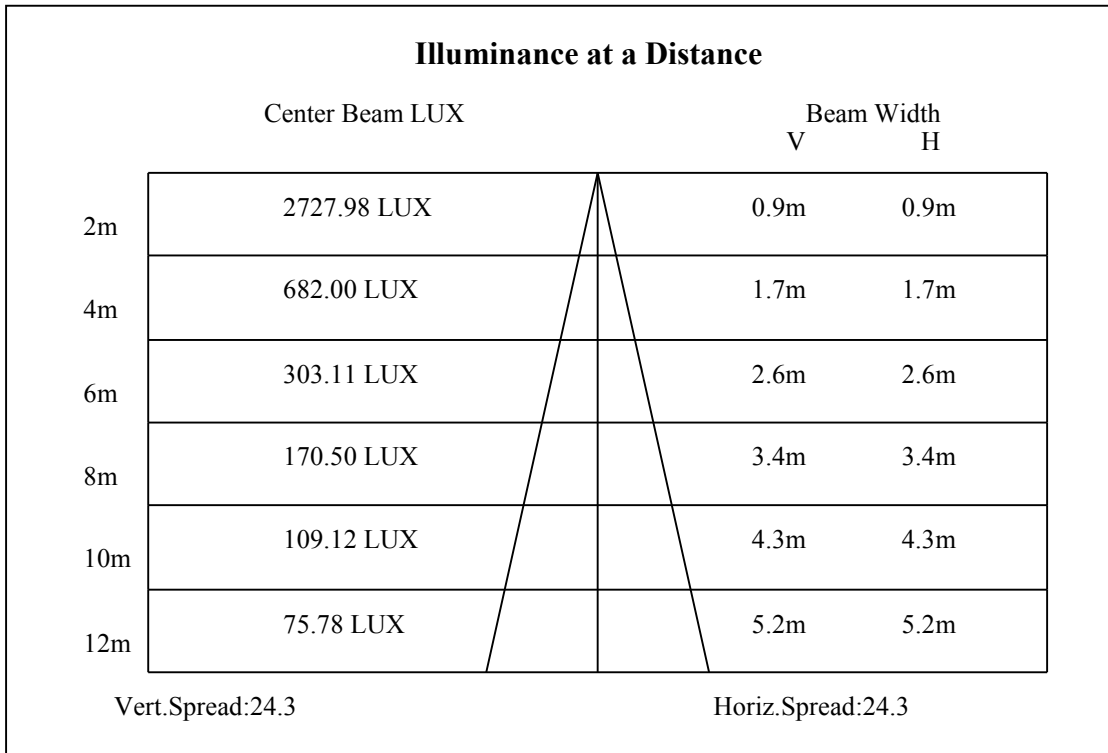 Illuminance at a Distance
Center Beam LUX Beam Width
V H
2m 2727.98 LUX 0.9m 0.9m
4m 682.00 LUX 1.7m 1.7m
6m 303.11 LUX 2.6m 2.6m
8m 170.50 LUX 3.4m 3.4m
10m 109.12 LUX 4.3m 4.3m
12m 75.78 LUX 5.2m 5.2m
Vert.Spread:24.3 Horiz.Spread:24.3